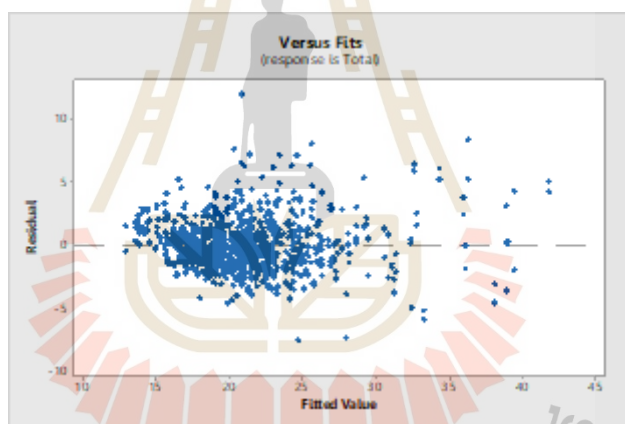 Versus Fits
(response is Total)
10
5
0
-5
-10
10 15 20 25 30 35 40 45
Residual
Fitted Value